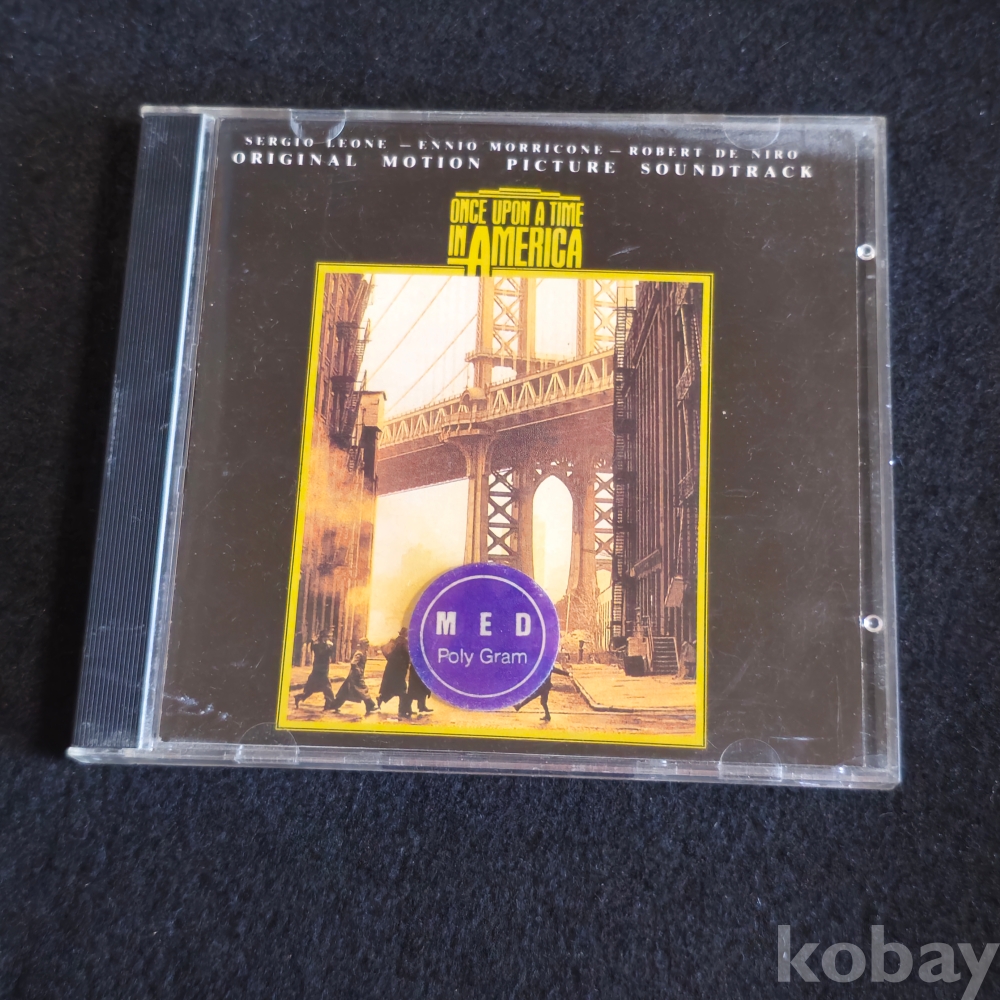 SERGIO LEONE – ENNIO MORRICONE – ROBERT DE NIRO
ORIGINAL MOTION PICTURE SOUNDTRACK
ONCE UPON A TIME
IN AMERICA
MED
Poly Gram
kobay